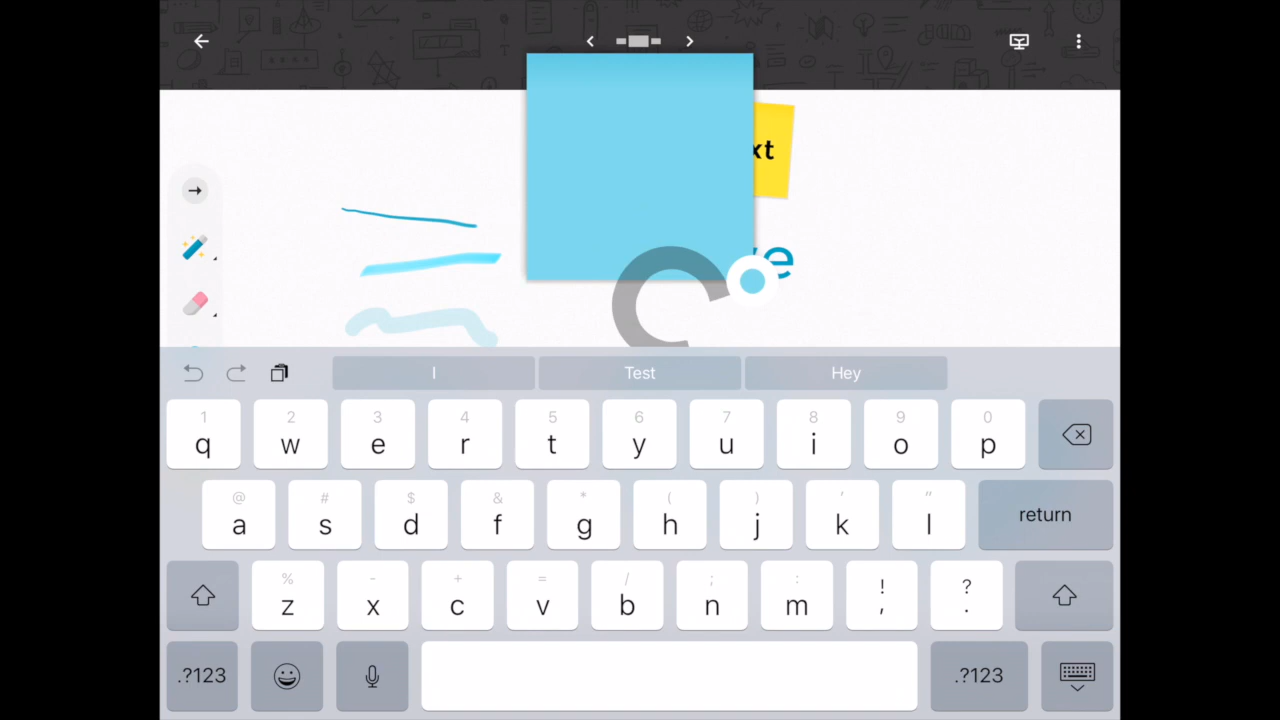 xt
e
I Test Hey
1 2 3 4 5 6 7 8 9 0
q w e r t y u i o p
@ # $ & * ( ) ' "
a s d f g h j k l return
% - + = / ; : ! ?
z x c v b n m , .
.?123 .?123